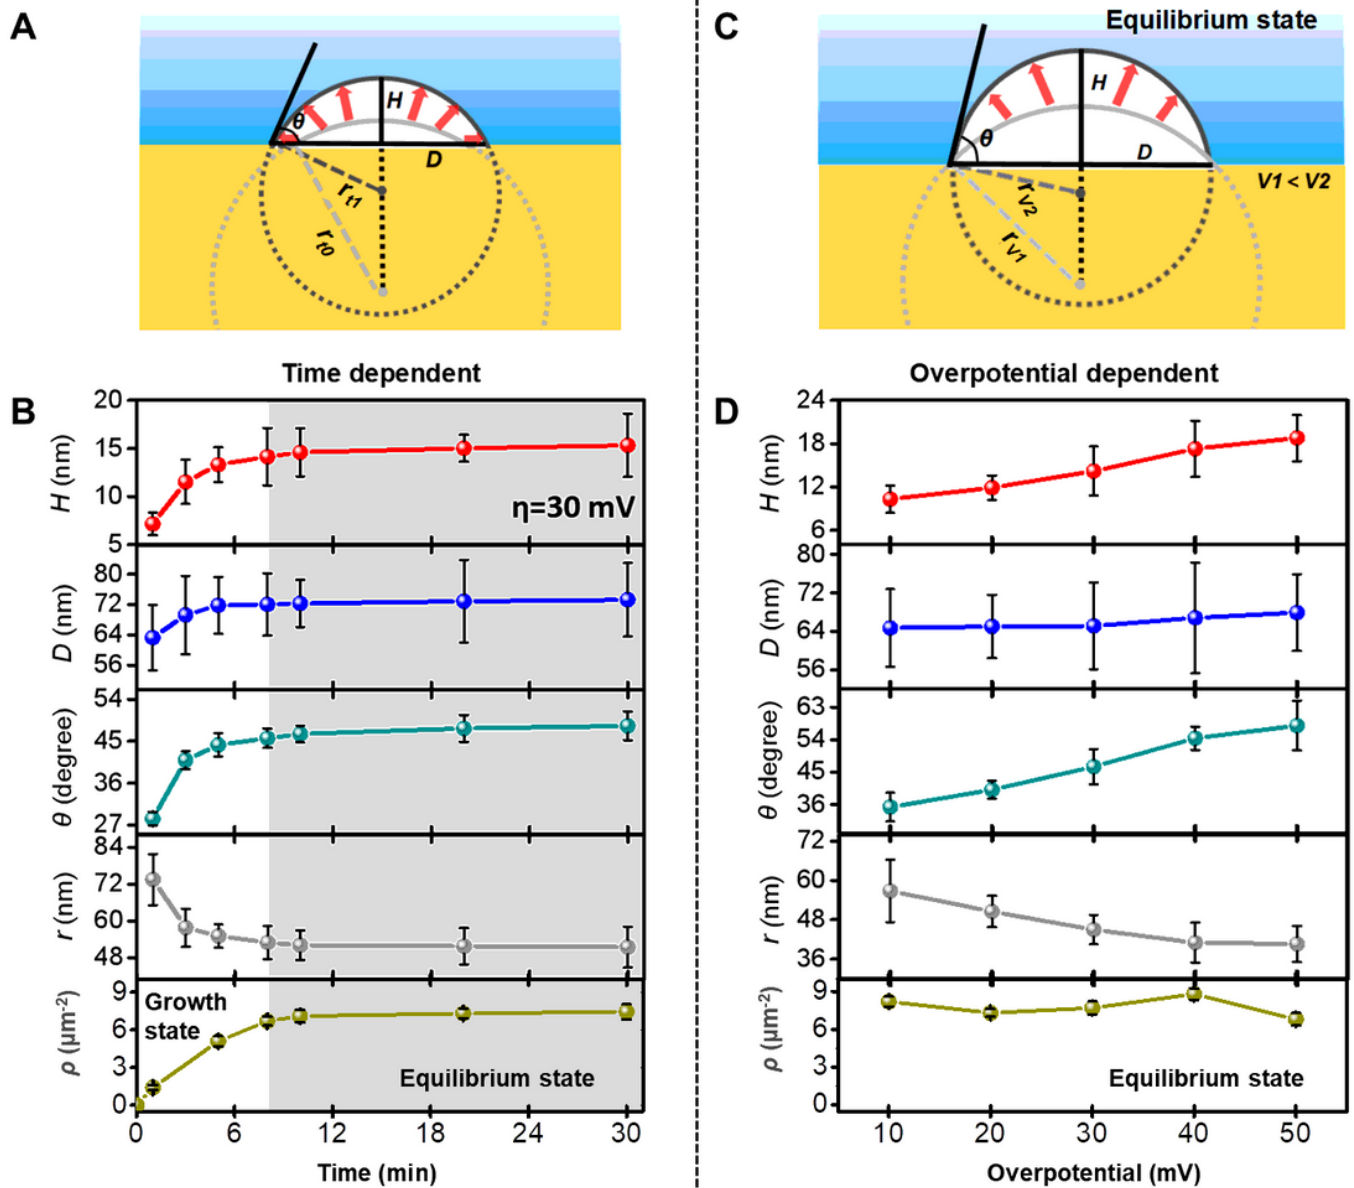 A
H
θ
D
r_t1
r_t0
C
Equilibrium state
H
θ
D
V1 < V2
r_V2
r_V1
Time dependent
B
20
15
10
5
H (nm)
η=30 mV
80
72
64
56
D (nm)
54
45
36
27
θ (degree)
84
72
60
48
r (nm)
9
6
3
0
ρ (μm⁻²)
Growth
state
Equilibrium state
0 6 12 18 24 30
Time (min)
Overpotential dependent
D
24
18
12
6
H (nm)
80
72
64
56
D (nm)
63
54
45
36
θ (degree)
72
60
48
36
r (nm)
9
6
3
0
ρ (μm⁻²)
Equilibrium state
10 20 30 40 50
Overpotential (mV)